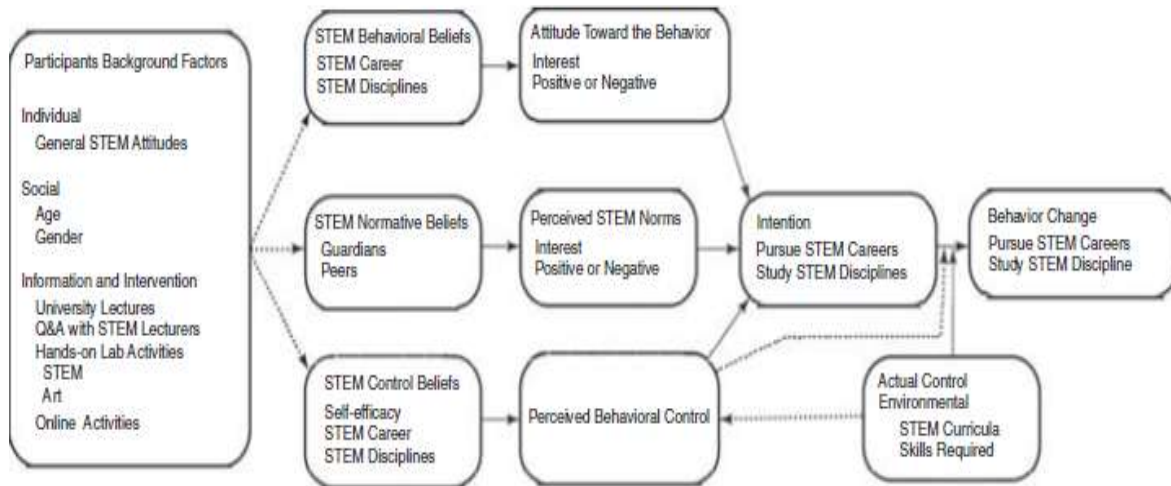 Participants Background Factors
Individual
General STEM Attitudes
Social
Age
Gender
Information and Intervention
University Lectures
Q&A with STEM Lecturers
Hands-on Lab Activities
STEM
Art
Online Activities
STEM Behavioral Beliefs
STEM Career
STEM Disciplines
Attitude Toward the Behavior
Interest
Positive or Negative
STEM Normative Beliefs
Guardians
Peers
Perceived STEM Norms
Interest
Positive or Negative
Intention
Pursue STEM Careers
Study STEM Disciplines
Behavior Change
Pursue STEM Careers
Study STEM Discipline
STEM Control Beliefs
Self-efficacy
STEM Career
STEM Disciplines
Perceived Behavioral Control
Actual Control
Environmental
STEM Curricula
Skills Required